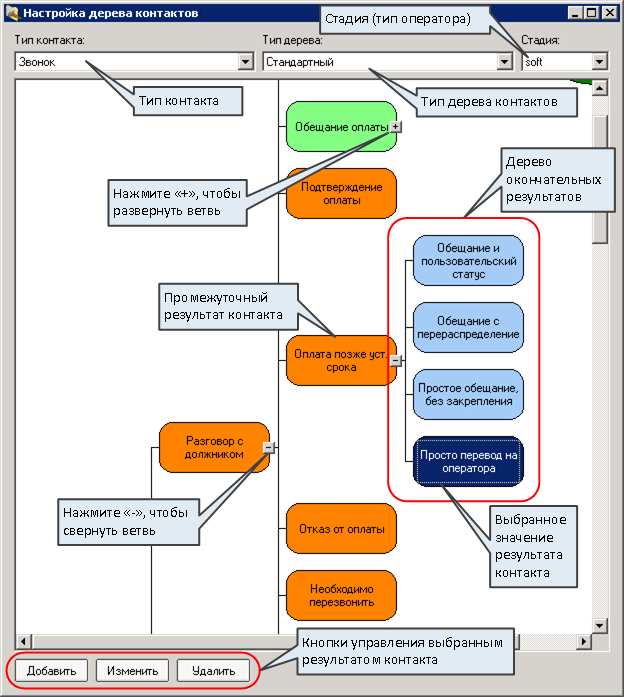 Настройка дерева контактов
Стадия (тип оператора)
Тип контакта:
Тип дерева:
Стадия:
Звонок
Стандартный
soft
Тип контакта
Тип дерева контактов
Обещание оплаты
+
Нажмите «+», чтобы
развернуть ветвь
Подтверждение
оплаты
Дерево
окончательных
результатов
Обещание и
пользовательский
статус
Промежуточный
результат контакта
Обещание с
перераспределение
Оплата позже уст.
срока
−
Простое обещание,
без закрепления
Разговор с
должником
−
Просто перевод на
оператора
Нажмите «-», чтобы
свернуть ветвь
Отказ от оплаты
Выбранное
значение
результата
контакта
Необходимо
перезвонить
Кнопки управления выбранным
результатом контакта
Добавить
Изменить
Удалить